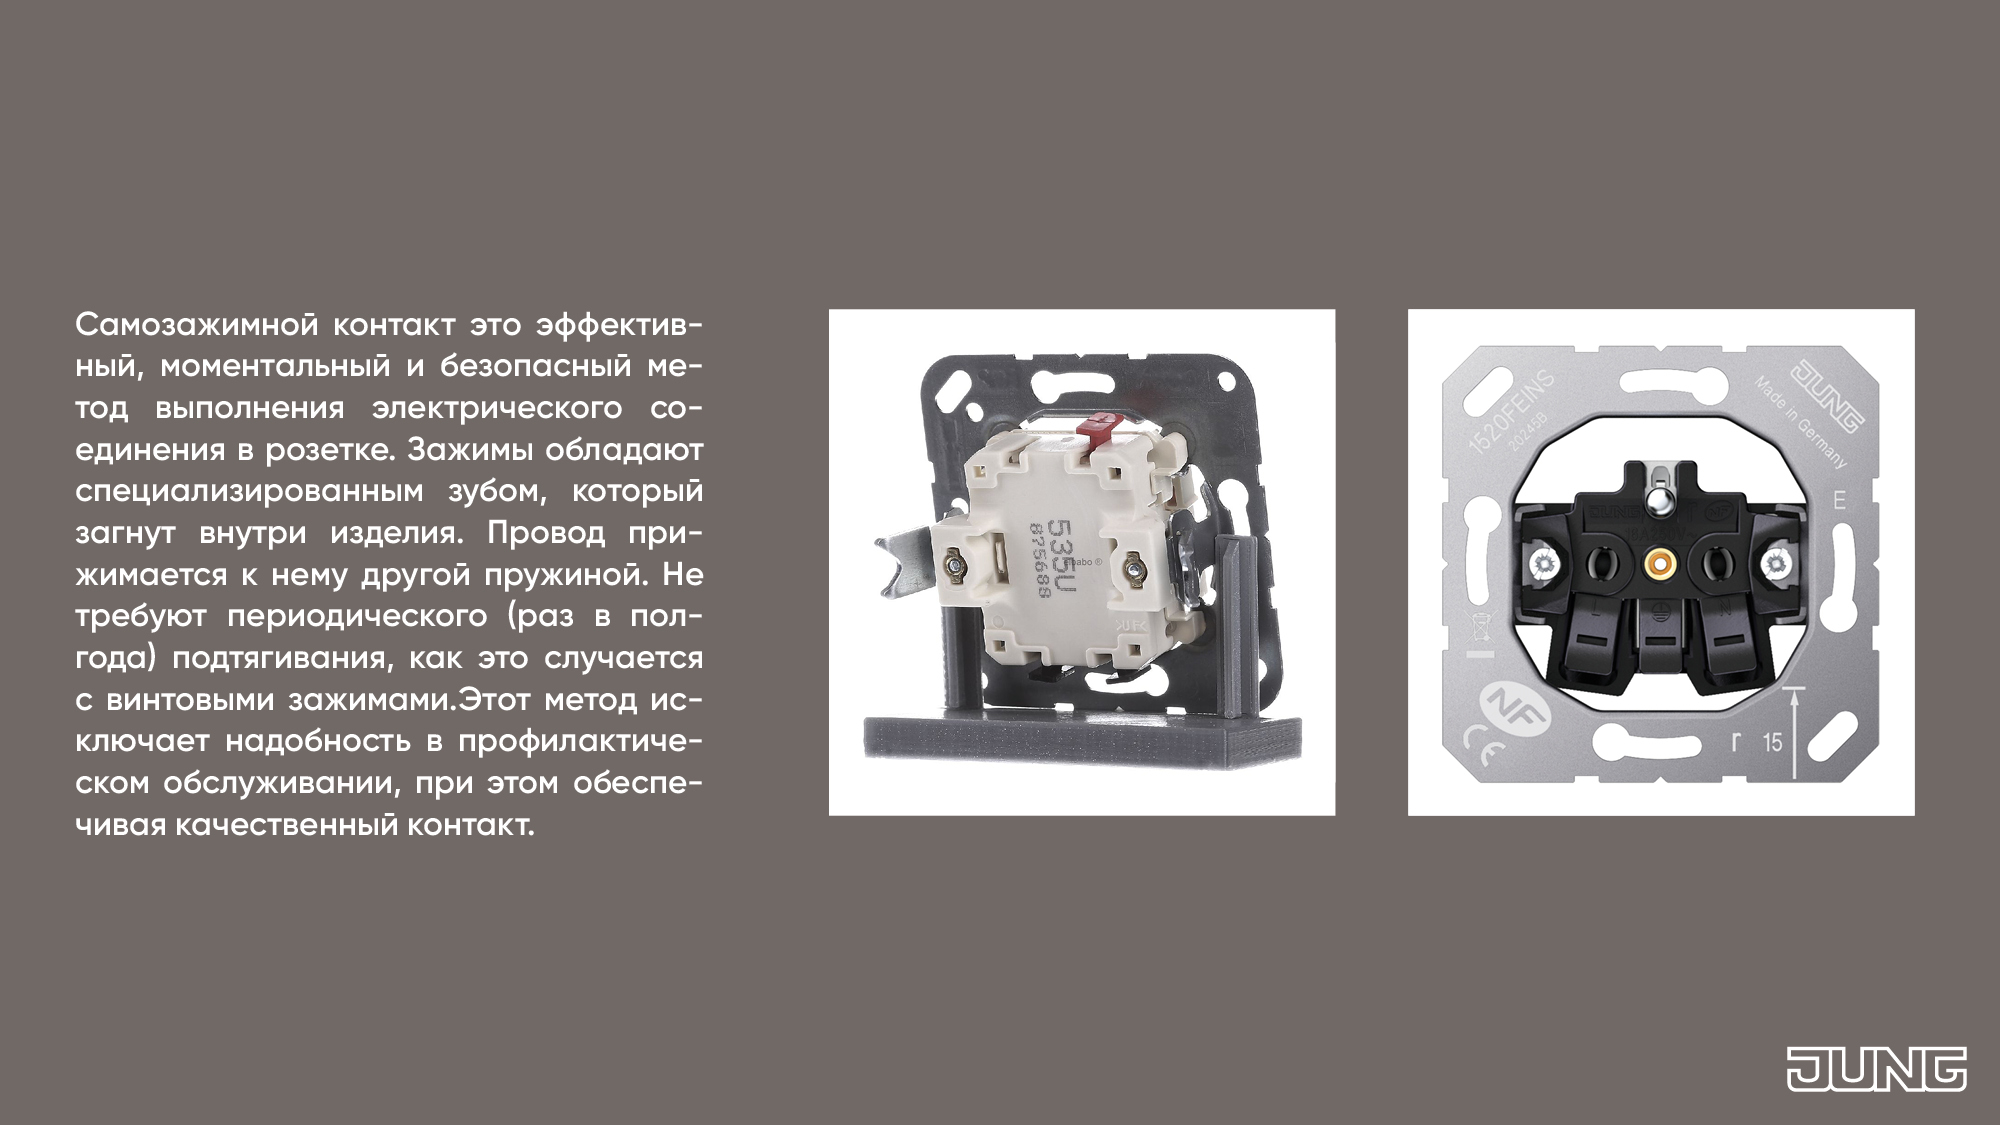 Самозажимной контакт это эффектив-
ный, моментальный и безопасный ме-
тод выполнения электрического со-
единения в розетке. Зажимы обладают
специализированным зубом, который
загнут внутри изделия. Провод при-
жимается к нему другой пружиной. Не
требуют периодического (раз в пол-
года) подтягивания, как это случается
с винтовыми зажимами.Этот метод ис-
ключает надобность в профилактиче-
ском обслуживании, при этом обеспе-
чивая качественный контакт.
535U
875688
1520FEINS
20245B
JUNG
Made in Germany
E
L
N
NF
CE
r 15
JUNG